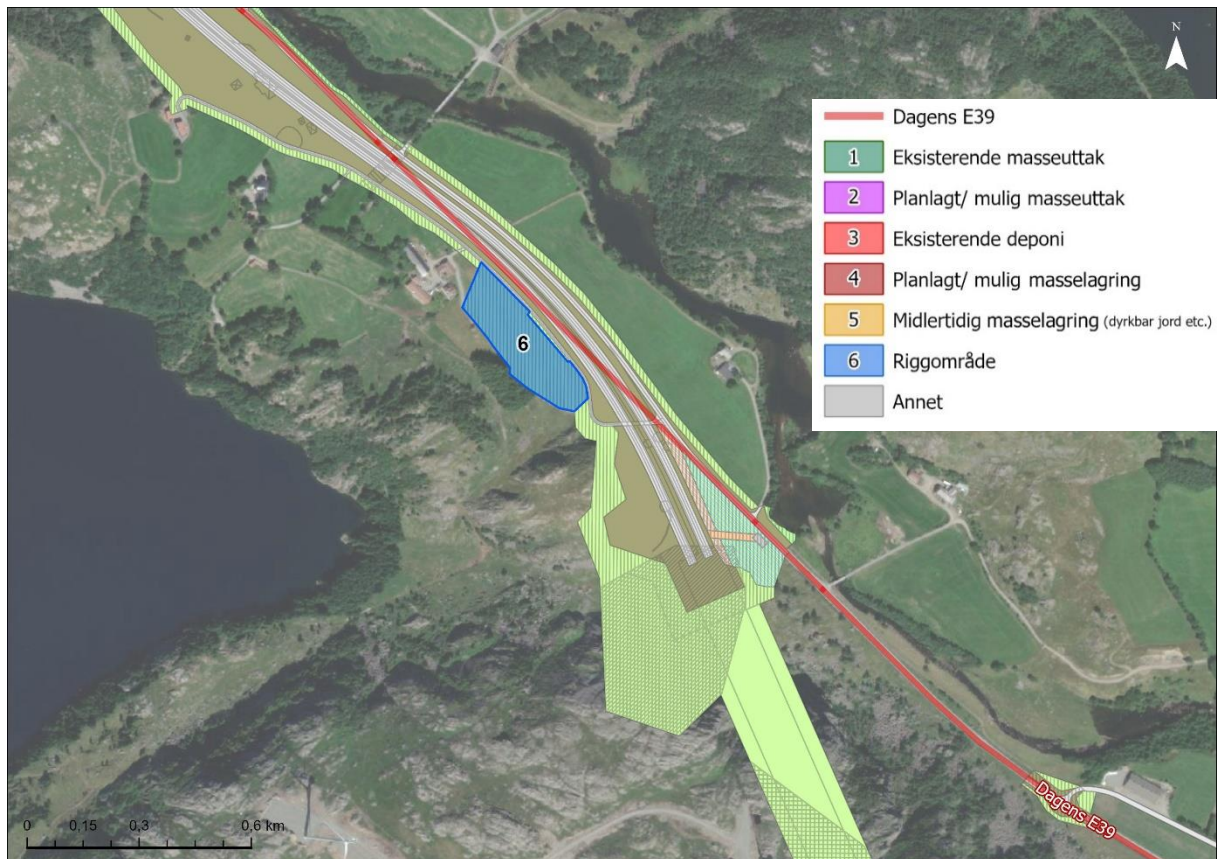 N
Dagens E39
1 Eksisterende masseuttak
2 Planlagt/ mulig masseuttak
3 Eksisterende deponi
4 Planlagt/ mulig masselagring
5 Midlertidig masselagring (dyrkbar jord etc.)
6 Riggområde
Annet
6
Dagens E39
0 0,15 0,3 0,6 km